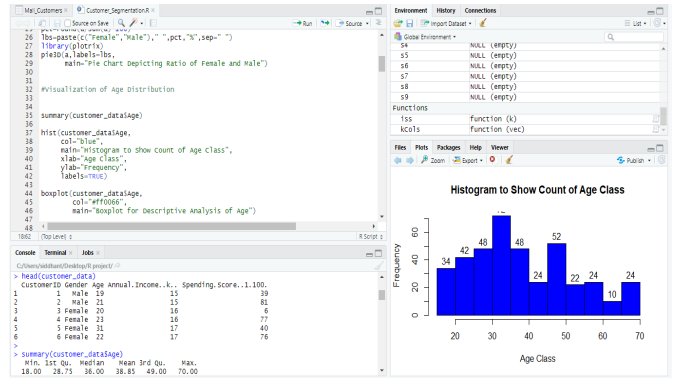 Mall_Customers × Customer_Segmentation.R ×
Source on Save
Run Source
26 lbs=paste(c("Female","Male")," ",pct,"%",sep=" ")
27 library(plotrix)
28 pie3D(a,labels=lbs,
29 main="Pie Chart Depicting Ratio of Female and Male")
30
31
32 #Visualization of Age Distribution
33
34
35 summary(customer_data$Age)
36
37 hist(customer_data$Age,
38 col="blue",
39 main="Histogram to Show Count of Age Class",
40 xlab="Age Class",
41 ylab="Frequency",
42 labels=TRUE)
43
44 boxplot(customer_data$Age,
45 col="#ff0066",
46 main="Boxplot for Descriptive Analysis of Age")
47
48
(Top Level) R Script
Console Terminal × Jobs ×
C:/Users/siddhant/Desktop/R project/
> head(customer_data)
CustomerID Gender Age Annual.Income..k.. Spending.Score..1.100.
1 1 Male 19 15 39
2 2 Male 21 15 81
3 3 Female 20 16 6
4 4 Female 23 16 77
5 5 Female 31 17 40
6 6 Female 22 17 76
>
> summary(customer_data$Age)
Min. 1st Qu. Median Mean 3rd Qu. Max.
18.00 28.75 36.00 38.85 49.00 70.00
Environment History Connections
Import Dataset List
Global Environment
s4 NULL (empty)
s5 NULL (empty)
s6 NULL (empty)
s7 NULL (empty)
s8 NULL (empty)
s9 NULL (empty)
Functions
iss function (k)
kCols function (vec)
Files Plots Packages Help Viewer
Zoom Export Publish
Histogram to Show Count of Age Class
Frequency
0 20 40 60
34 42 48 48 24 52 22 24 10 24
20 30 40 50 60 70
Age Class